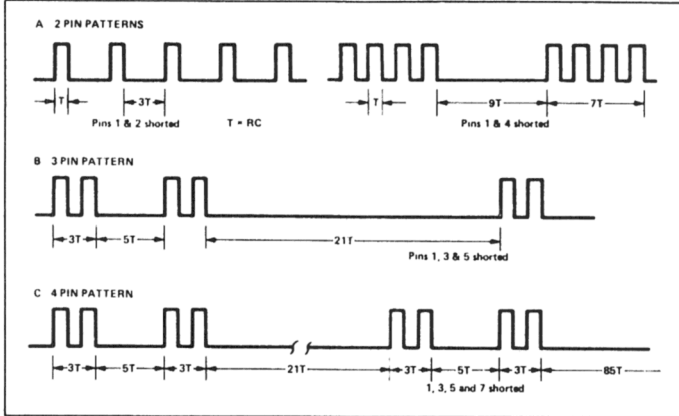 A 2 PIN PATTERNS
T 3T T 9T 7T
Pins 1 & 2 shorted T = RC Pins 1 & 4 shorted
B 3 PIN PATTERN
3T 5T 21T
Pins 1, 3 & 5 shorted
C 4 PIN PATTERN
3T 5T 3T 21T 3T 5T 3T 85T
1, 3, 5 and 7 shorted